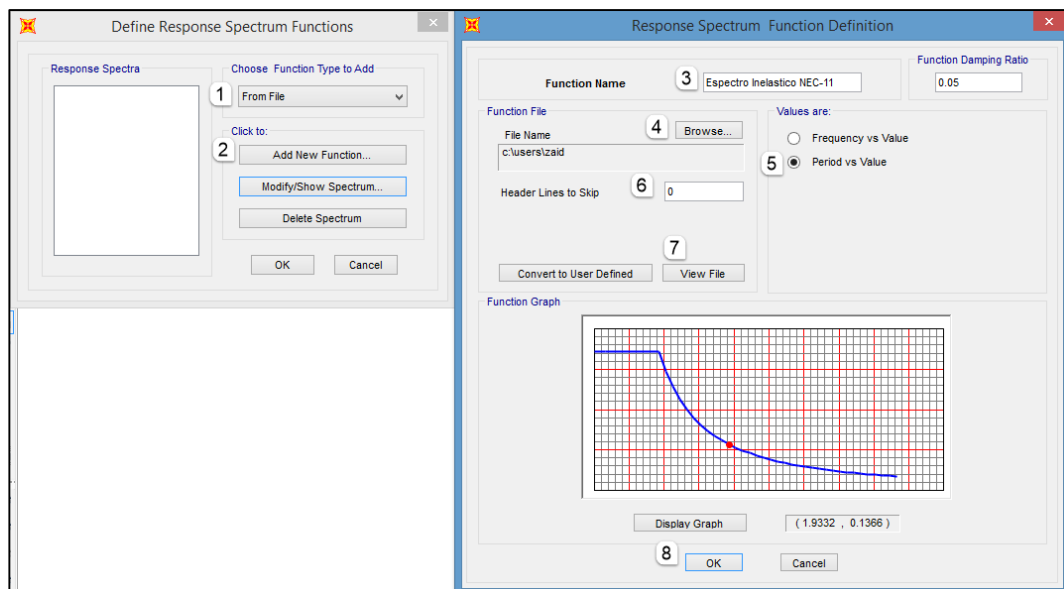 Define Response Spectrum Functions
Response Spectra
Choose Function Type to Add
1
From File
Click to:
2
Add New Function...
Modify/Show Spectrum...
Delete Spectrum
OK
Cancel
Response Spectrum Function Definition
Function Name
3
Espectro Inelastico NEC-11
Function Damping Ratio
0.05
Function File
File Name
4
Browse...
c:\users\zaid
Header Lines to Skip
6
0
7
Convert to User Defined
View File
Values are:
Frequency vs Value
5
Period vs Value
Function Graph
Display Graph
( 1.9332 , 0.1366 )
8
OK
Cancel